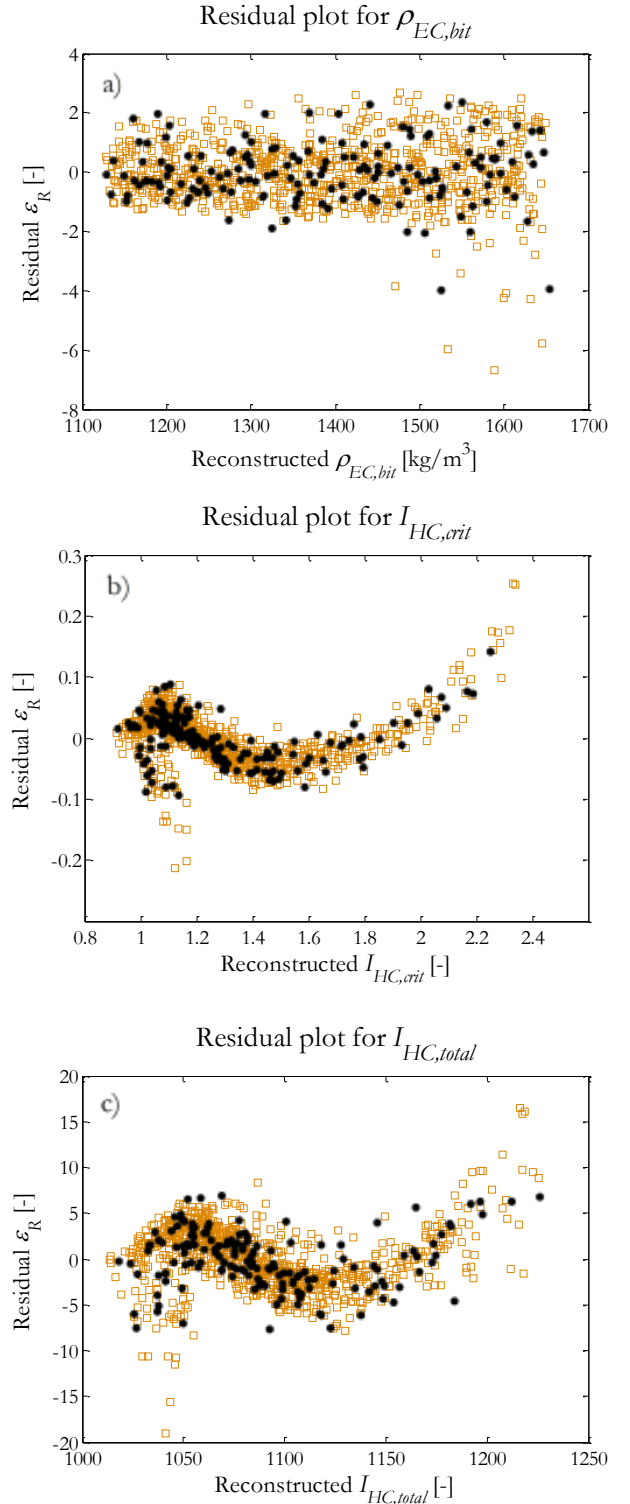 Residual plot for ρEC,bit
a)
4
2
0
-2
-4
-6
-8
Residual εR [-]
1100 1200 1300 1400 1500 1600 1700
Reconstructed ρEC,bit [kg/m3]
Residual plot for IHC,crit
b)
0.3
0.2
0.1
0
-0.1
-0.2
Residual εR [-]
0.8 1 1.2 1.4 1.6 1.8 2 2.2 2.4
Reconstructed IHC,crit [-]
Residual plot for IHC,total
c)
20
15
10
5
0
-5
-10
-15
-20
Residual εR [-]
1000 1050 1100 1150 1200 1250
Reconstructed IHC,total [-]